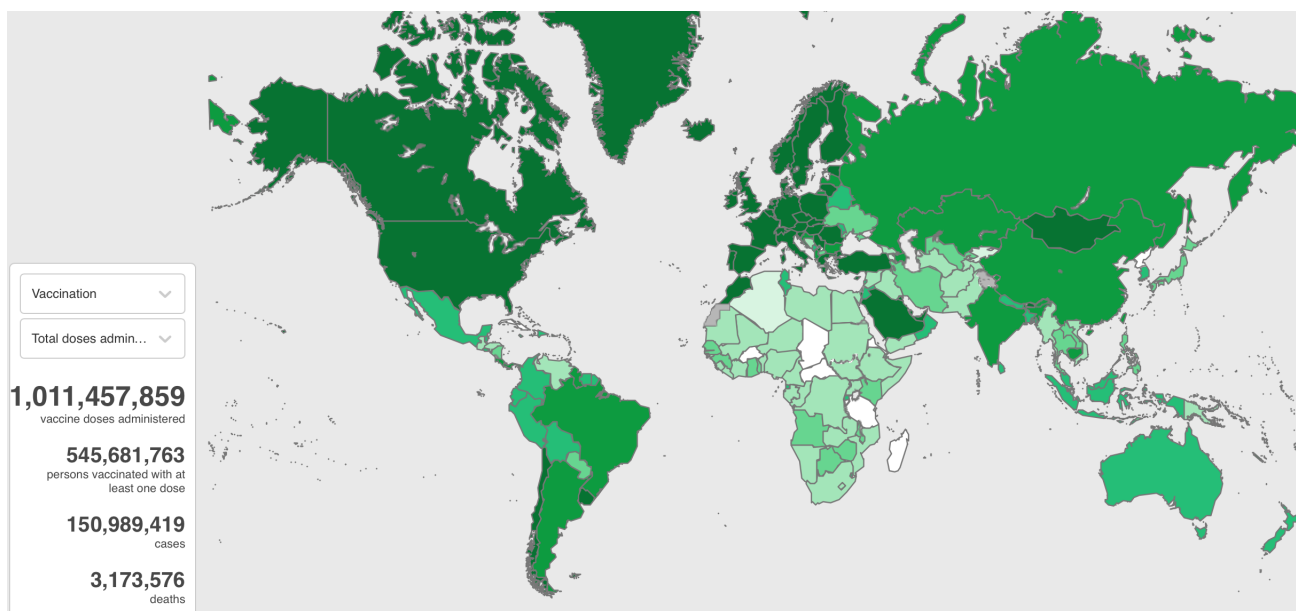 Vaccination
Total doses admin...
1,011,457,859
vaccine doses administered
545,681,763
persons vaccinated with at
least one dose
150,989,419
cases
3,173,576
deaths